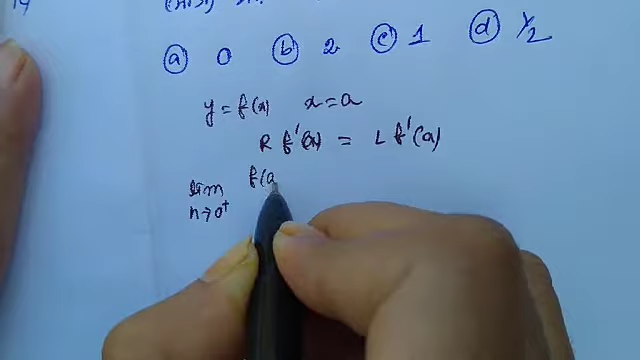 ⓐ 0 ⓑ 2 ⓒ 1 ⓓ 1/2
y = f(x) x = a
R f'(a) = L f'(a)
lim f(a
h→0⁺